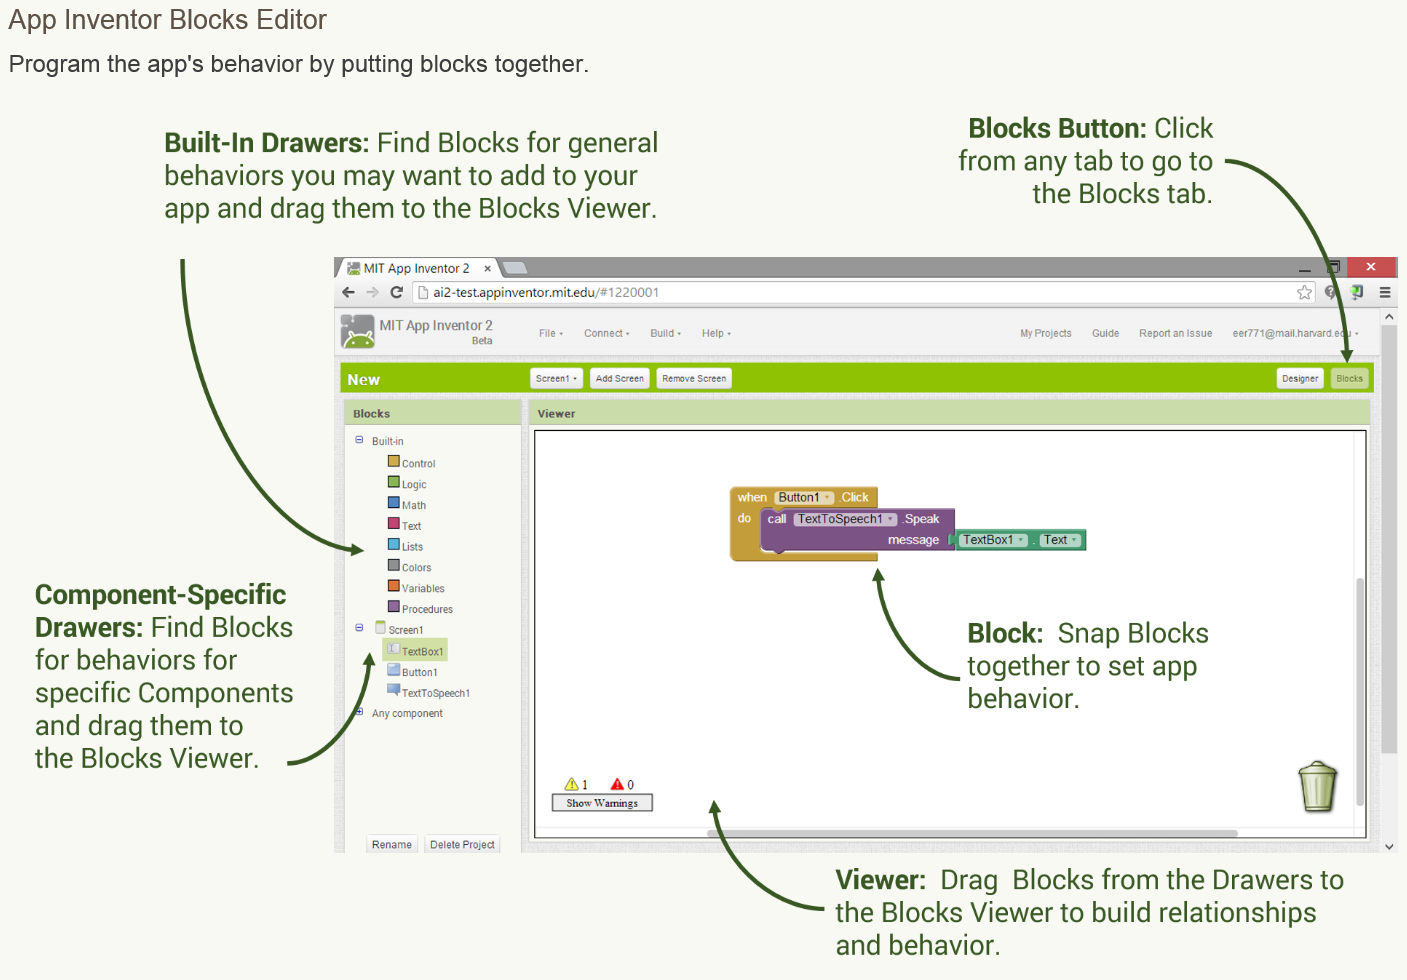 App Inventor Blocks Editor
Program the app's behavior by putting blocks together.
Built-In Drawers: Find Blocks for general
behaviors you may want to add to your
app and drag them to the Blocks Viewer.
Blocks Button: Click
from any tab to go to
the Blocks tab.
MIT App Inventor 2 ×
ai2-test.appinventor.mit.edu/#1220001
MIT App Inventor 2
Beta
File Connect Build Help My Projects Guide Report an Issue eer771@mail.harvard.edu
New Screen1 Add Screen Remove Screen Designer Blocks
Blocks Viewer
Built-in
Control
Logic
Math
Text
Lists
Colors
Variables
Procedures
Screen1
TextBox1
Button1
TextToSpeech1
Any component
when Button1 .Click
do call TextToSpeech1 .Speak
message TextBox1 . Text
Component-Specific
Drawers: Find Blocks
for behaviors for
specific Components
and drag them to
the Blocks Viewer.
Block: Snap Blocks
together to set app
behavior.
1 0
Show Warnings
Rename Delete Project
Viewer: Drag Blocks from the Drawers to
the Blocks Viewer to build relationships
and behavior.